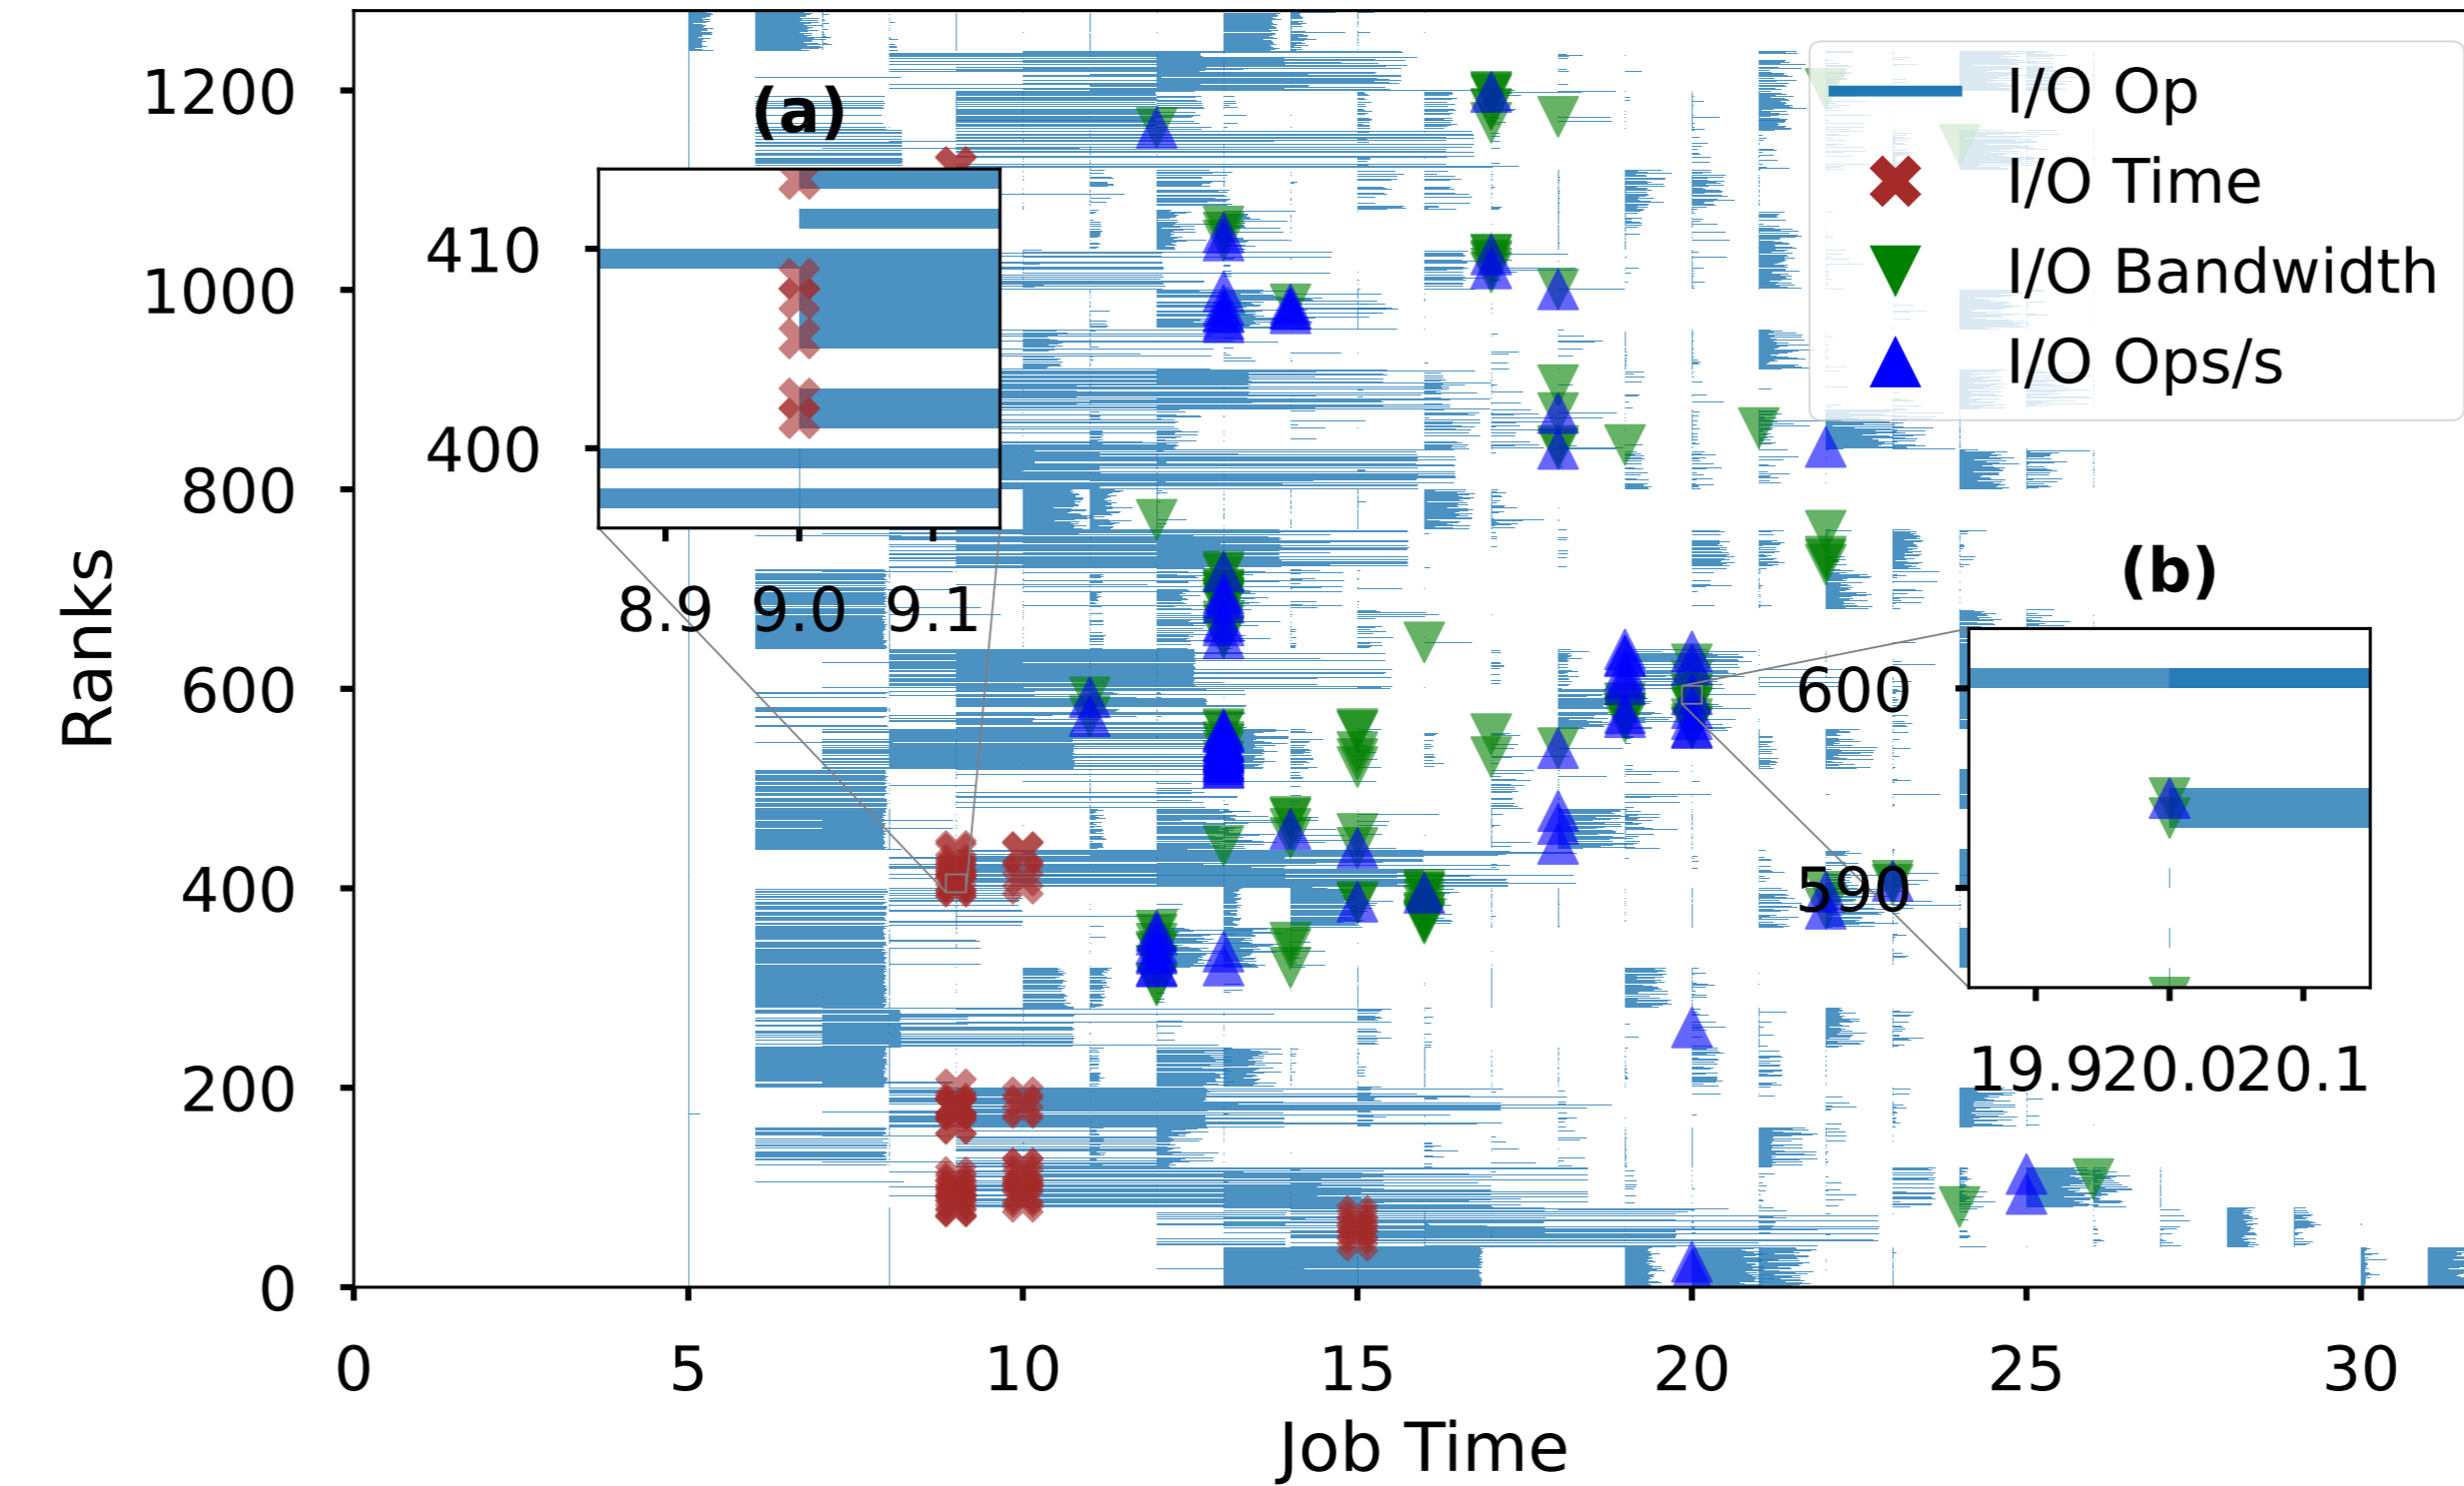 (a)
I/O Op
I/O Time
I/O Bandwidth
I/O Ops/s
1200
1000
800
600
400
200
0
Ranks
410
400
8.9 9.0 9.1
(b)
600
590
19.9 20.0 20.1
0 5 10 15 20 25 30
Job Time